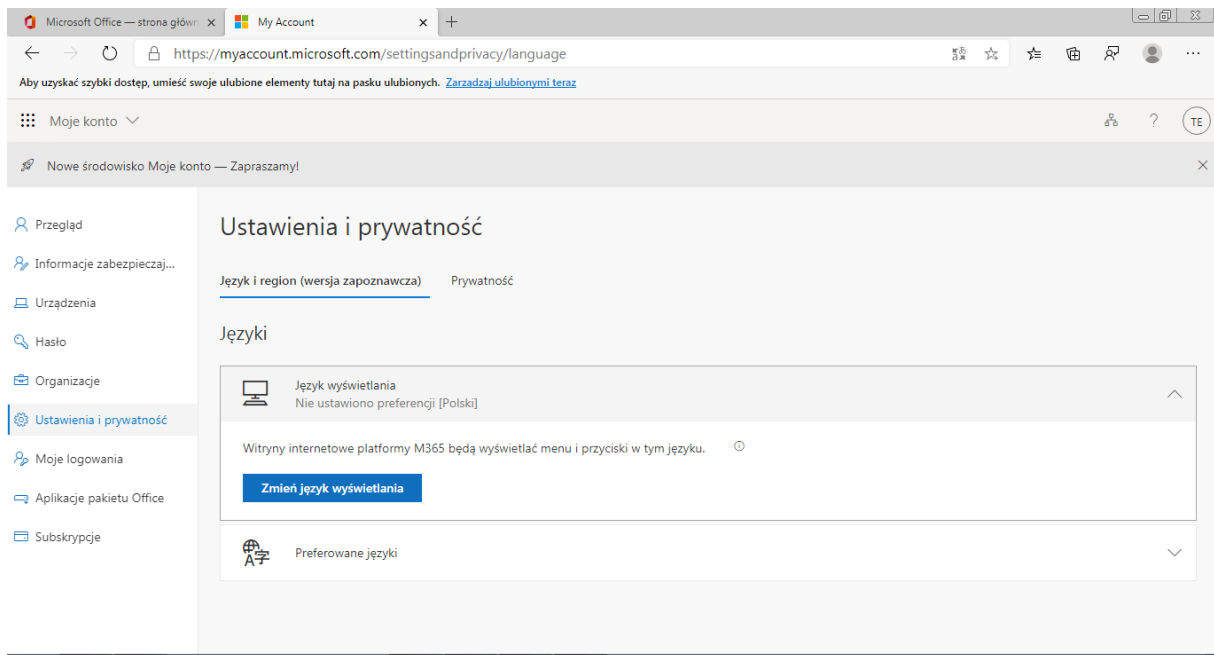 Microsoft Office — strona główn
My Account
https://myaccount.microsoft.com/settingsandprivacy/language
Aby uzyskać szybki dostęp, umieść swoje ulubione elementy tutaj na pasku ulubionych. Zarzadzaj ulubionymi teraz
Moje konto
?
TE
Nowe środowisko Moje konto — Zapraszamy!
Przegląd
Informacje zabezpieczaj...
Urządzenia
Hasło
Organizacje
Ustawienia i prywatność
Moje logowania
Aplikacje pakietu Office
Subskrypcje
Ustawienia i prywatność
Język i region (wersja zapoznawcza)
Prywatność
Języki
Język wyświetlania
Nie ustawiono preferencji [Polski]
Witryny internetowe platformy M365 będą wyświetlać menu i przyciski w tym języku.
Zmień język wyświetlania
Preferowane języki